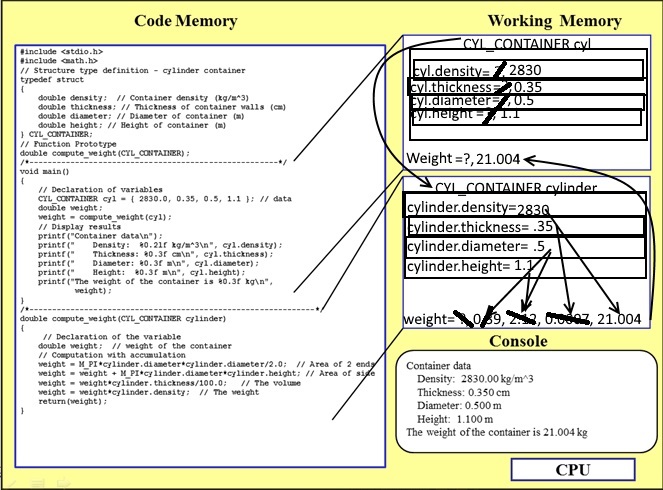 Code Memory
#include <stdio.h>
#include <math.h>
// Structure type definition - cylinder container
typedef struct
{
double density; // Container density (kg/m^3)
double thickness; // Thickness of container walls (cm)
double diameter; // Diameter of container (m)
double height; // Height of container (m)
} CYL_CONTAINER;
// Function Prototype
double compute_weight(CYL_CONTAINER);
/*------------------------------------------------*/
void main()
{
// Declaration of variables
CYL_CONTAINER cyl = { 2830.0, 0.35, 0.5, 1.1 }; // data
double weight;
weight = compute_weight(cyl);
// Display results
printf("Container data\n");
printf(" Density: %0.2lf kg/m^3\n", cyl.density);
printf(" Thickness: %0.3f cm\n", cyl.thickness);
printf(" Diameter: %0.3f m\n", cyl.diameter);
printf(" Height: %0.3f m\n", cyl.height);
printf("The weight of the container is %0.3f kg\n",
weight);
}
/*------------------------------------------------------*/
double compute_weight(CYL_CONTAINER cylinder)
{
// Declaration of the variable
double weight; // weight of the container
// Computation with accumulation
weight = M_PI*cylinder.diameter*cylinder.diameter/2.0; // Area of 2 ends
weight = weight + M_PI*cylinder.diameter*cylinder.height; // Area of side
weight = weight*cylinder.thickness/100.0; // The volume
weight = weight*cylinder.density; // The weight
return(weight);
}
Working Memory
CYL_CONTAINER cyl
cyl.density= ?, 2830
cyl.thickness= ?, 0.35
cyl.diameter= ?, 0.5
cyl.height = ?, 1.1
Weight =?, 21.004
CYL_CONTAINER cylinder
cylinder.density=2830
cylinder.thickness= .35
cylinder.diameter= .5
cylinder.height= 1.1
weight= ?, 0.39, 2.12, 0.0097, 21.004
Console
Container data
Density: 2830.00 kg/m^3
Thickness: 0.350 cm
Diameter: 0.500 m
Height: 1.100 m
The weight of the container is 21.004 kg
CPU